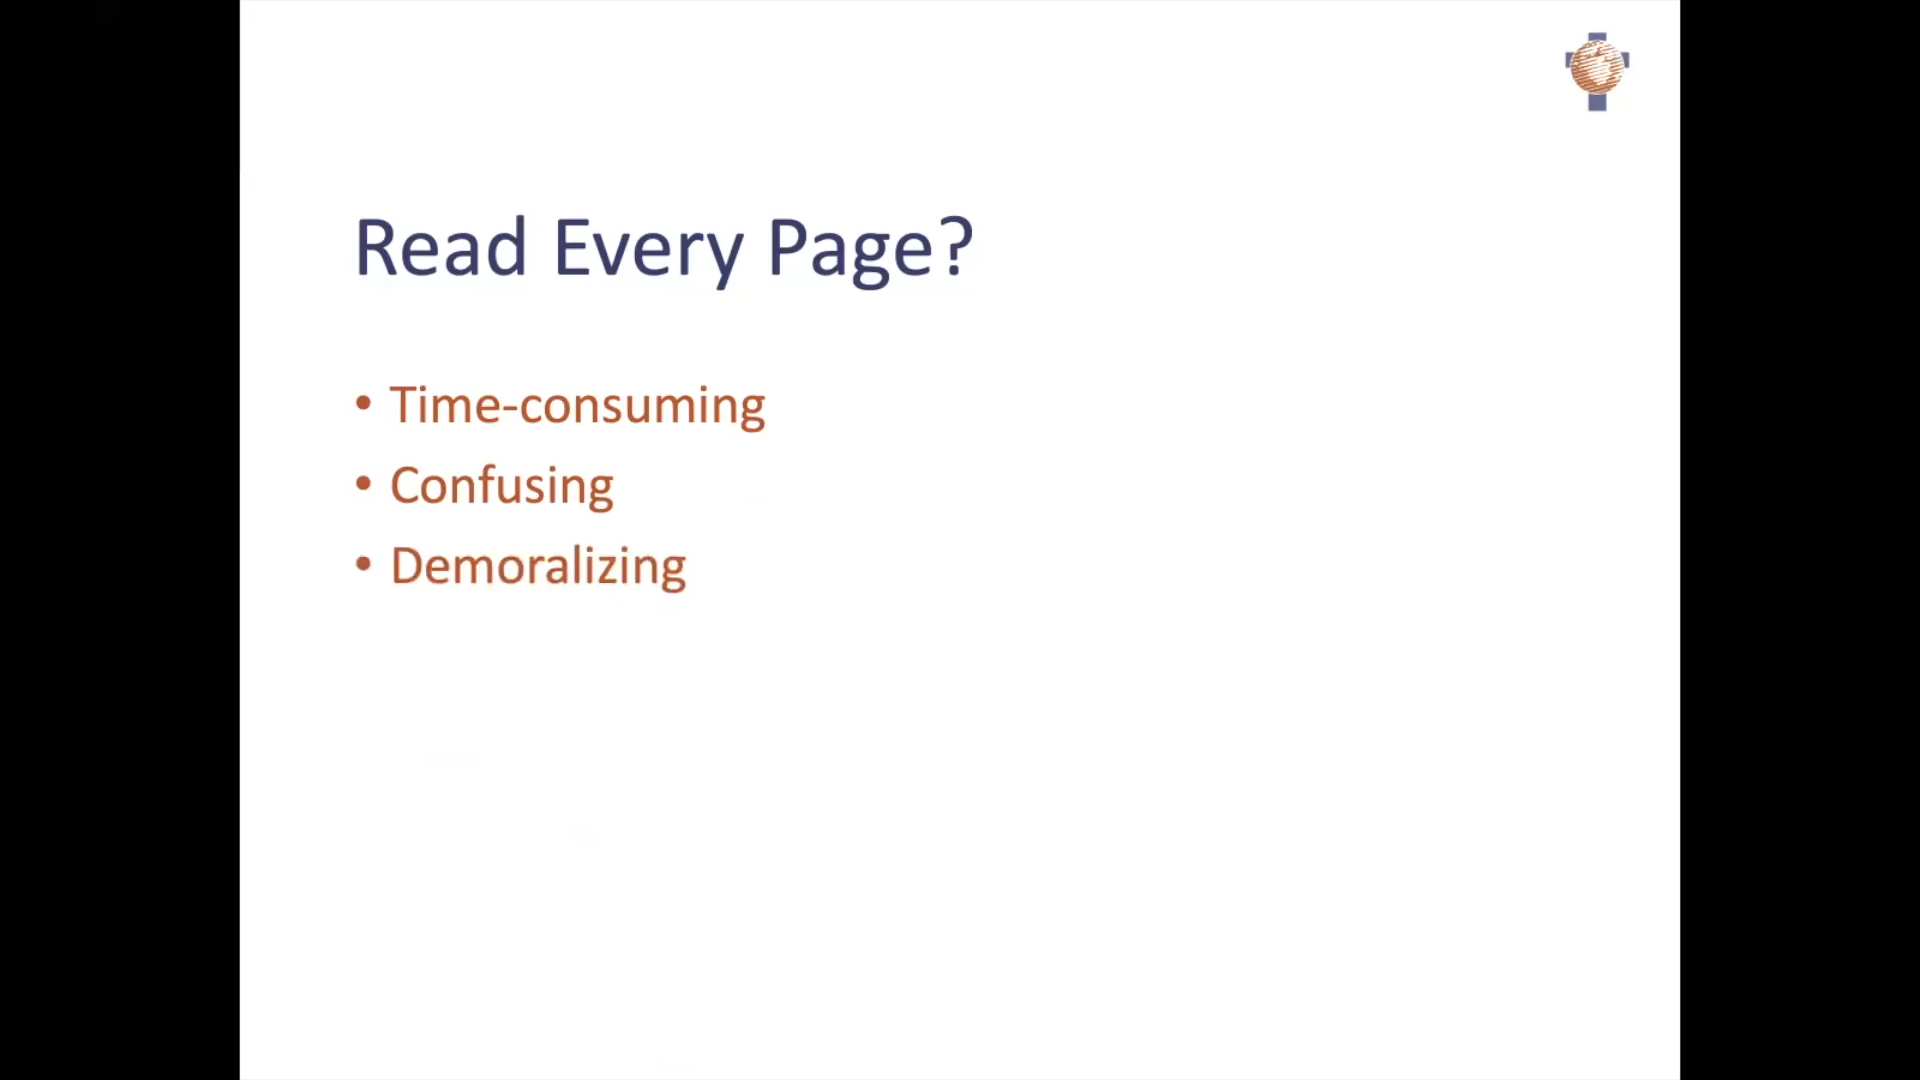 Read Every Page?
• Time-consuming
• Confusing
• Demoralizing